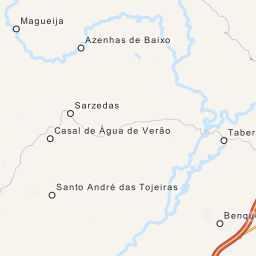 Magueija
Azenhas de Baixo
Sarzedas
Casal de Água de Verão
Taber
Santo André das Tojeiras
Benqu